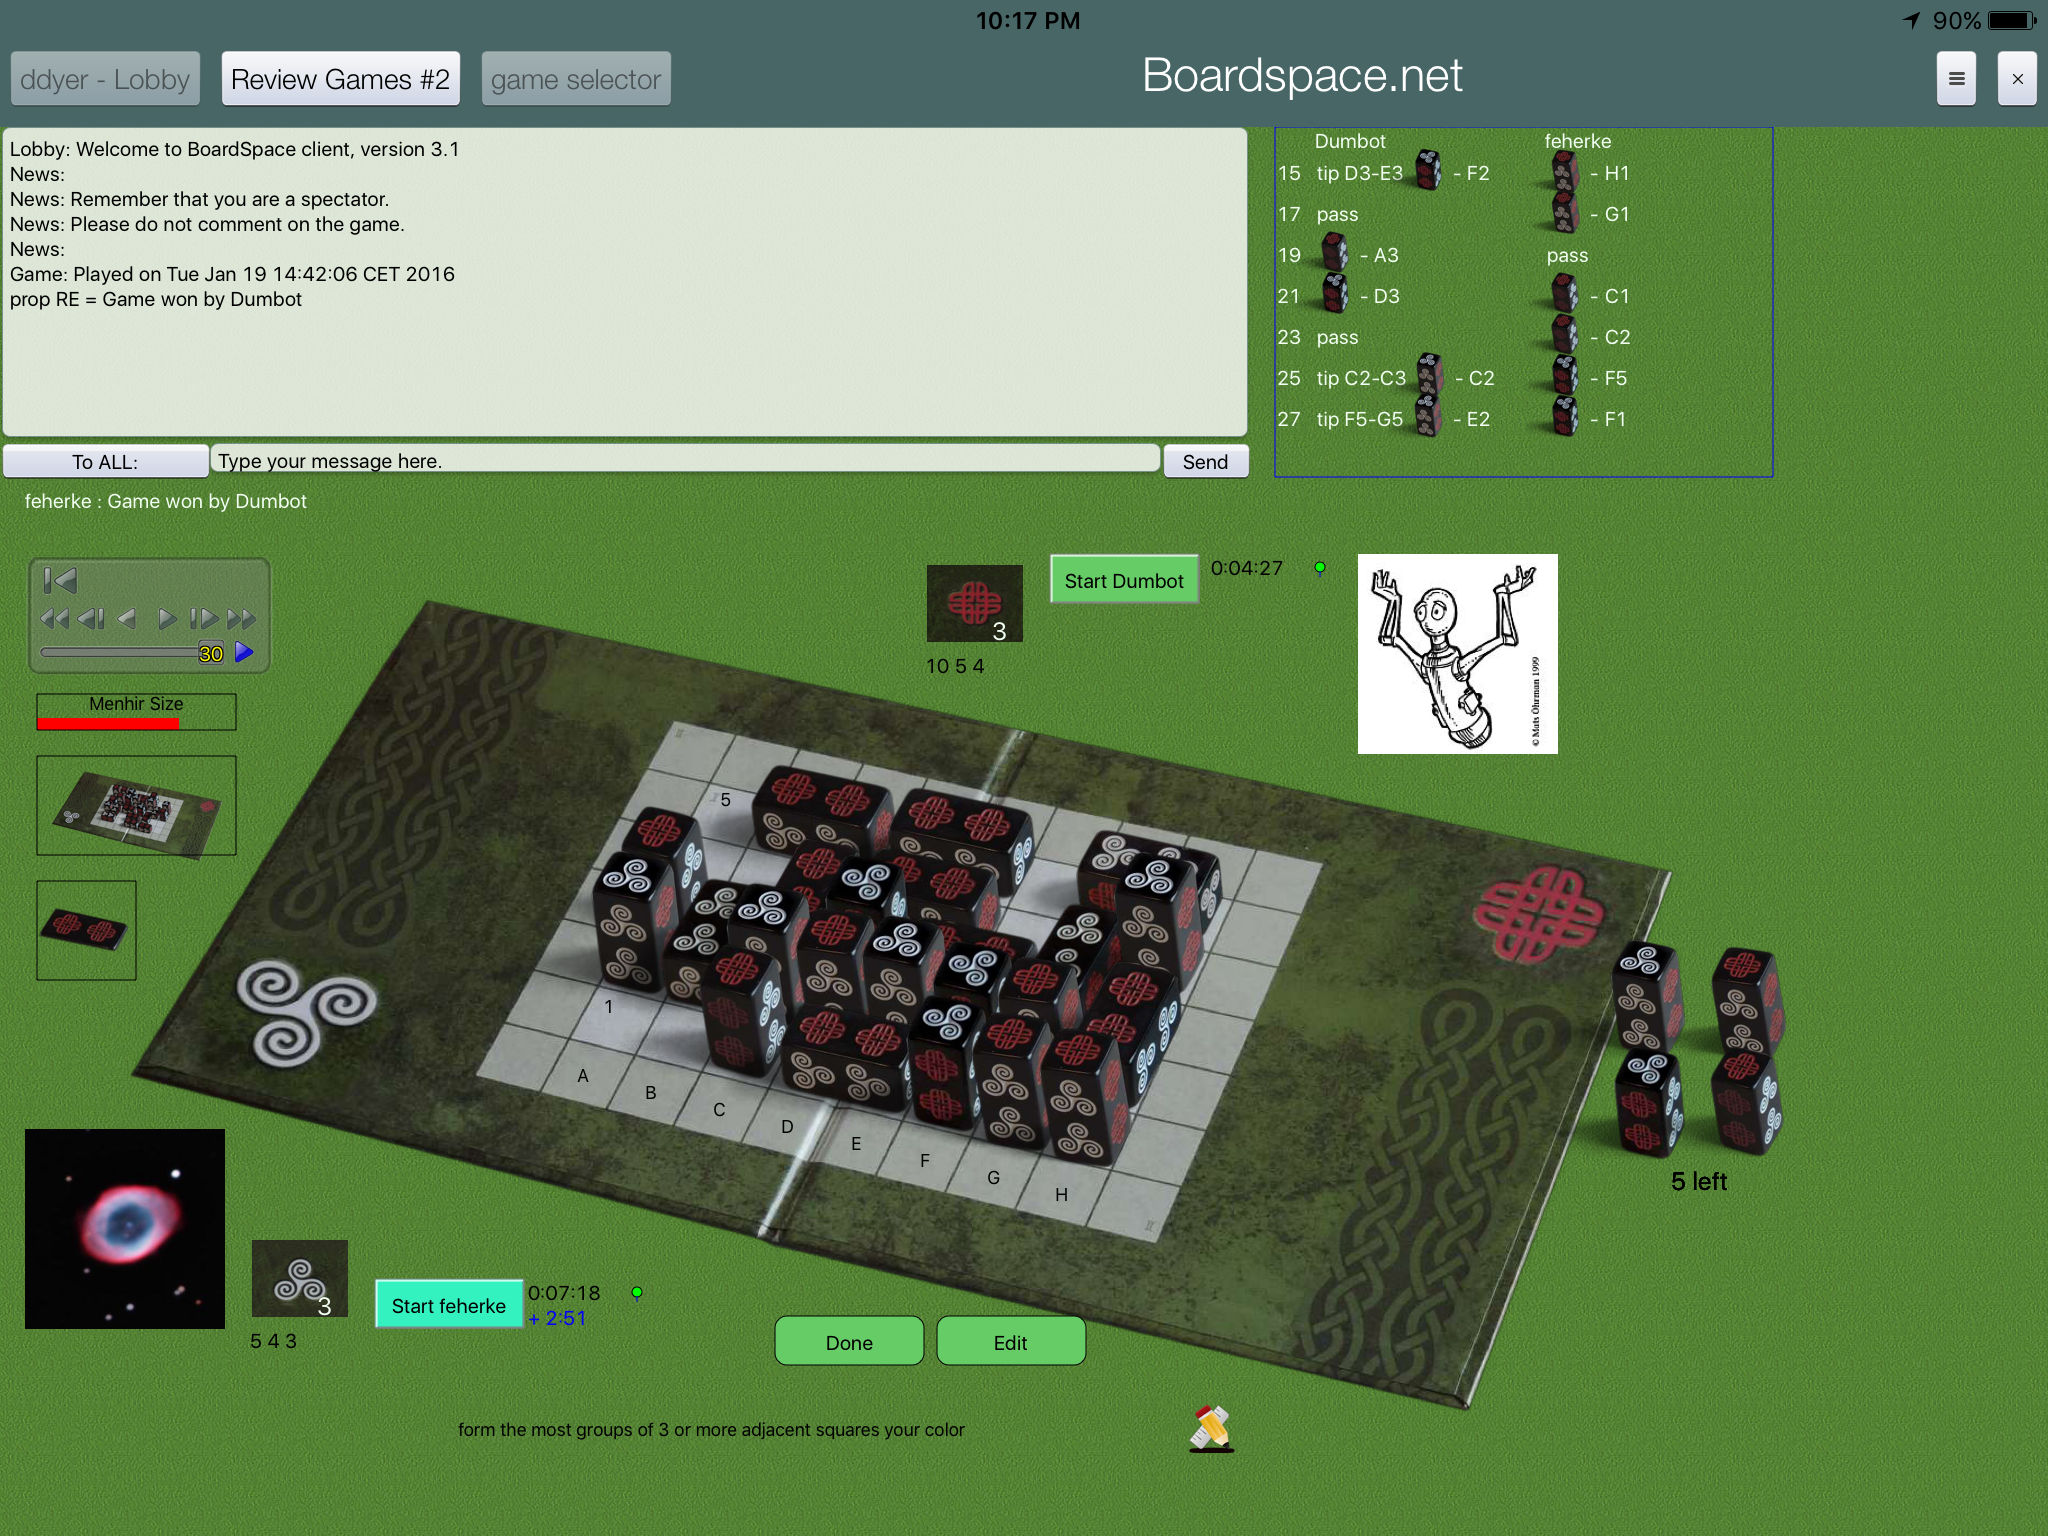 10:17 PM
90%
ddyer - Lobby
Review Games #2
game selector
Boardspace.net
Lobby: Welcome to BoardSpace client, version 3.1
News:
News: Remember that you are a spectator.
News: Please do not comment on the game.
News:
Game: Played on Tue Jan 19 14:42:06 CET 2016
prop RE = Game won by Dumbot
Dumbot feherke
15 tip D3-E3 - F2 - H1
17 pass - G1
19 - A3 pass
21 - D3 - C1
23 pass - C2
25 tip C2-C3 - C2 - F5
27 tip F5-G5 - E2 - F1
To ALL:
Type your message here.
Send
feherke : Game won by Dumbot
30
Menhir Size
3
10 5 4
Start Dumbot
0:04:27
© Muts Öhrman 1999
5
1
A
B
C
D
E
F
G
H
5 left
3
5 4 3
Start feherke
0:07:18
+ 2:51
Done
Edit
form the most groups of 3 or more adjacent squares your color